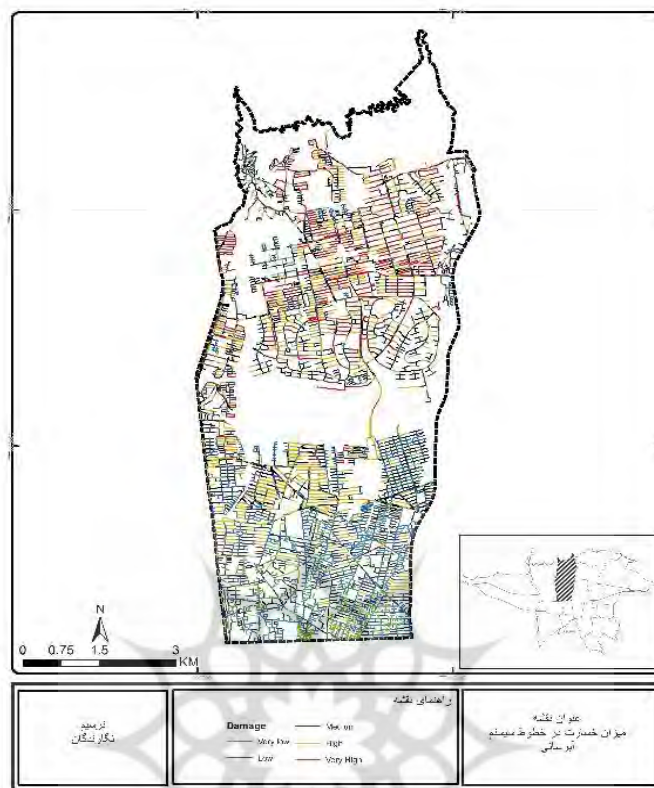 N
0 0.75 1.5 3
KM
ترسیم
نگارندگان
راهنمای نقشه
Damage
Very low
Low
High
Very High
عنوان نقشه
میزان خسارت در خطوط سیستم
آبرسانی